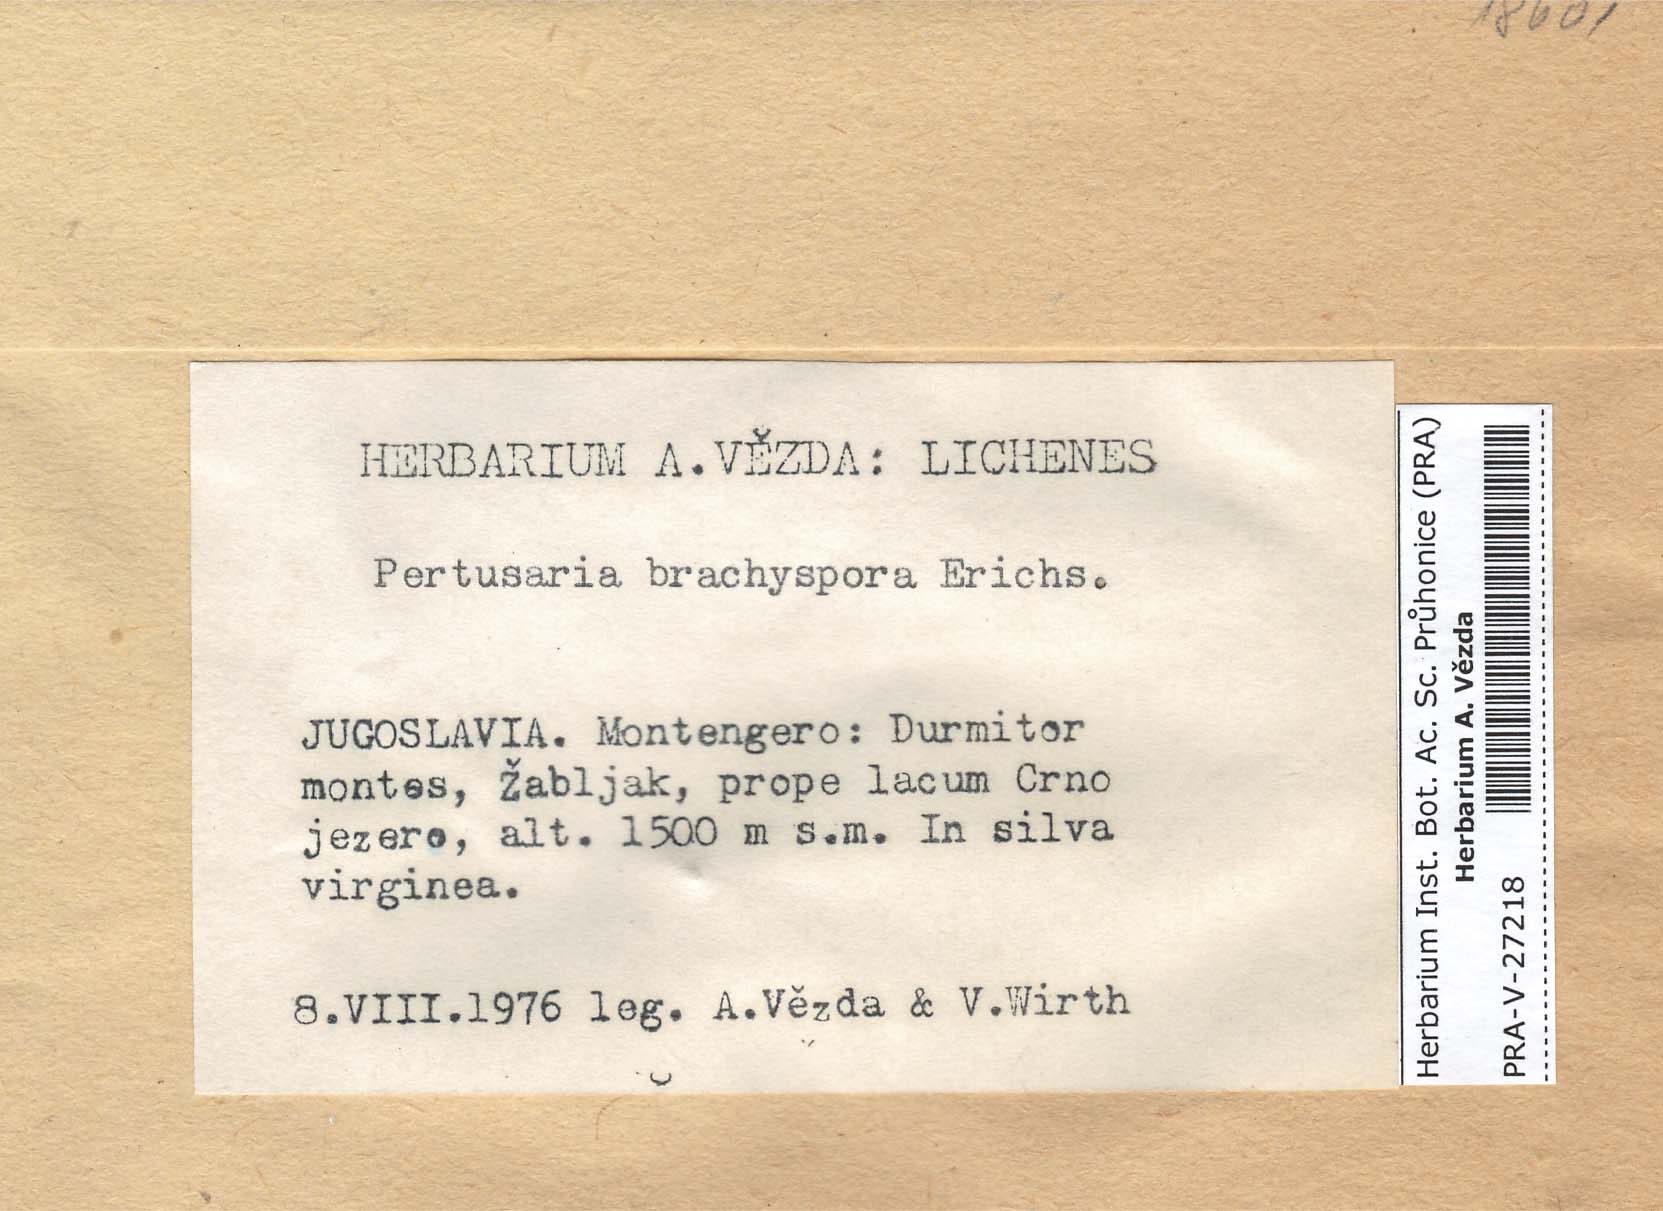 18601
HERBARIUM A.VĚZDA: LICHENES
Pertusaria brachyspora Erichs.
JUGOSLAVIA. Montengero: Durmitor
montes, Žabljak, prope lacum Crno
jezero, alt. 1500 m s.m. In silva
virginea.
8.VIII.1976 leg. A.Vězda & V.Wirth
Herbarium Inst. Bot. Ac. Sc. Průhonice (PRA)
Herbarium A. Vězda
PRA-V-27218